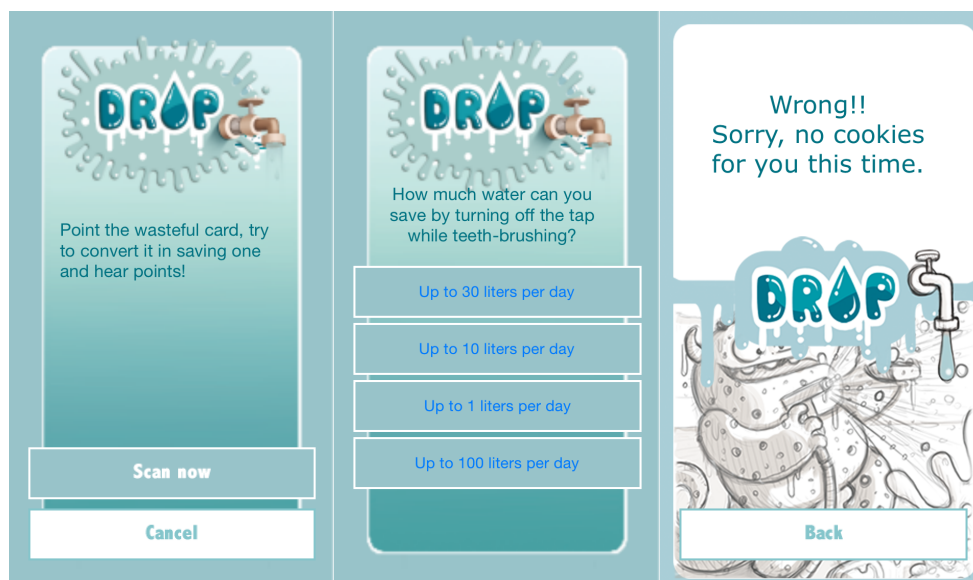 DROP
Point the wasteful card, try
to convert it in saving one
and hear points!
Scan now
Cancel
DROP
How much water can you
save by turning off the tap
while teeth-brushing?
Up to 30 liters per day
Up to 10 liters per day
Up to 1 liters per day
Up to 100 liters per day
Wrong!!
Sorry, no cookies
for you this time.
DROP
Back